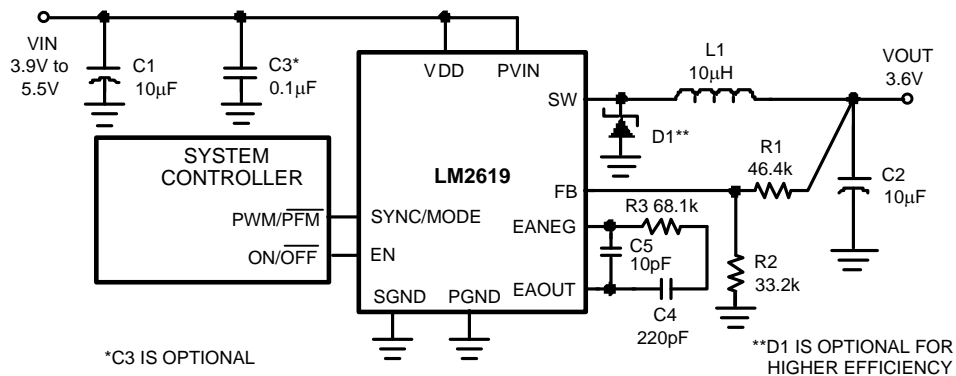 VIN
3.9V to
5.5V
C1
10μF
C3*
0.1μF
VDD
PVIN
SW
L1
10μH
VOUT
3.6V
D1**
R1
46.4k
C2
10μF
SYSTEM
CONTROLLER
LM2619
FB
PWM/PFM
SYNC/MODE
EANEG
R3 68.1k
C5
10pF
R2
33.2k
ON/OFF
EN
EAOUT
C4
220pF
SGND
PGND
*C3 IS OPTIONAL
**D1 IS OPTIONAL FOR
HIGHER EFFICIENCY